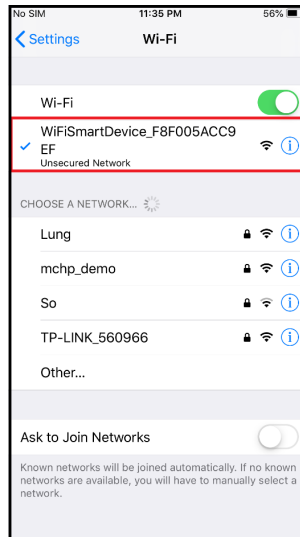 No SIM 11:35 PM 56%
Settings Wi-Fi
Wi-Fi
WiFiSmartDevice_F8F005ACC9
EF
Unsecured Network
CHOOSE A NETWORK...
Lung
mchp_demo
So
TP-LINK_560966
Other...
Ask to Join Networks
Known networks will be joined automatically. If no known
networks are available, you will have to manually select a
network.